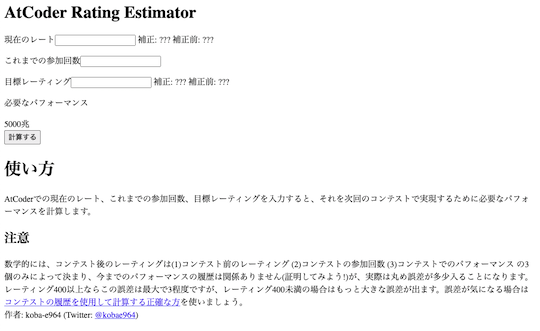 AtCoder Rating Estimator
現在のレート 補正: ??? 補正前: ???
これまでの参加回数
目標レーティング 補正: ??? 補正前: ???
必要なパフォーマンス
5000兆
計算する
使い方
AtCoderでの現在のレート、これまでの参加回数、目標レーティングを入力すると、それを次回のコンテストで実現するために必要なパフォ
ーマンスを計算します。
注意
数学的には、コンテスト後のレーティングは(1)コンテスト前のレーティング (2)コンテストの参加回数 (3)コンテストでのパフォーマンス の3
個のみによって決まり、今までのパフォーマンスの履歴は関係ありません(証明してみよう!)が、実際は丸め誤差が多少入ることになります。
レーティング400以上ならこの誤差は最大で3程度ですが、レーティング400未満の場合はもっと大きな誤差が出ます。誤差が気になる場合は
コンテストの履歴を使用して計算する正確な方を使いましょう。
作者: koba-e964 (Twitter: @kobae964)